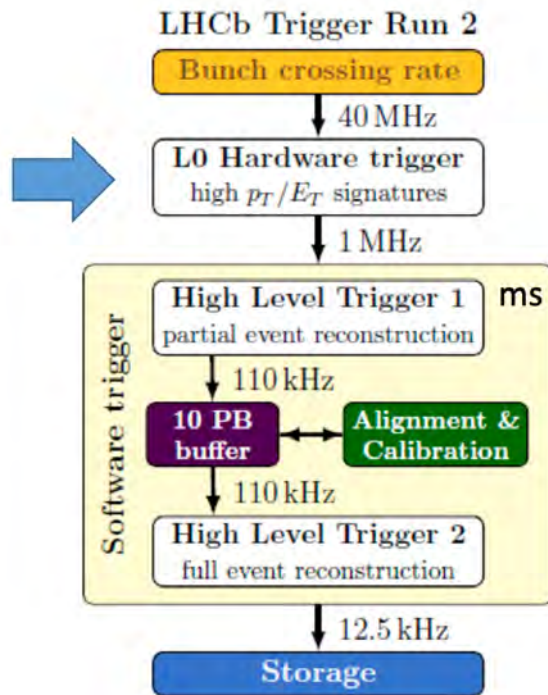 LHCb Trigger Run 2
Bunch crossing rate
40 MHz
L0 Hardware trigger
high p_T/E_T signatures
1 MHz
Software trigger
High Level Trigger 1
partial event reconstruction
ms
110 kHz
10 PB
buffer
Alignment &
Calibration
110 kHz
High Level Trigger 2
full event reconstruction
12.5 kHz
Storage